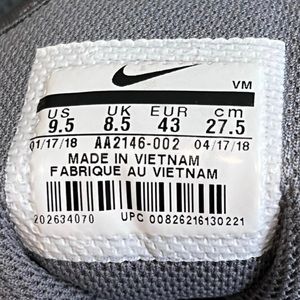 VM
US UK EUR cm
9.5 8.5 43 27.5
01/17/18 AA2146-002 04/17/18
MADE IN VIETNAM
FABRIQUE AU VIETNAM
202634070 UPC 00826216130221